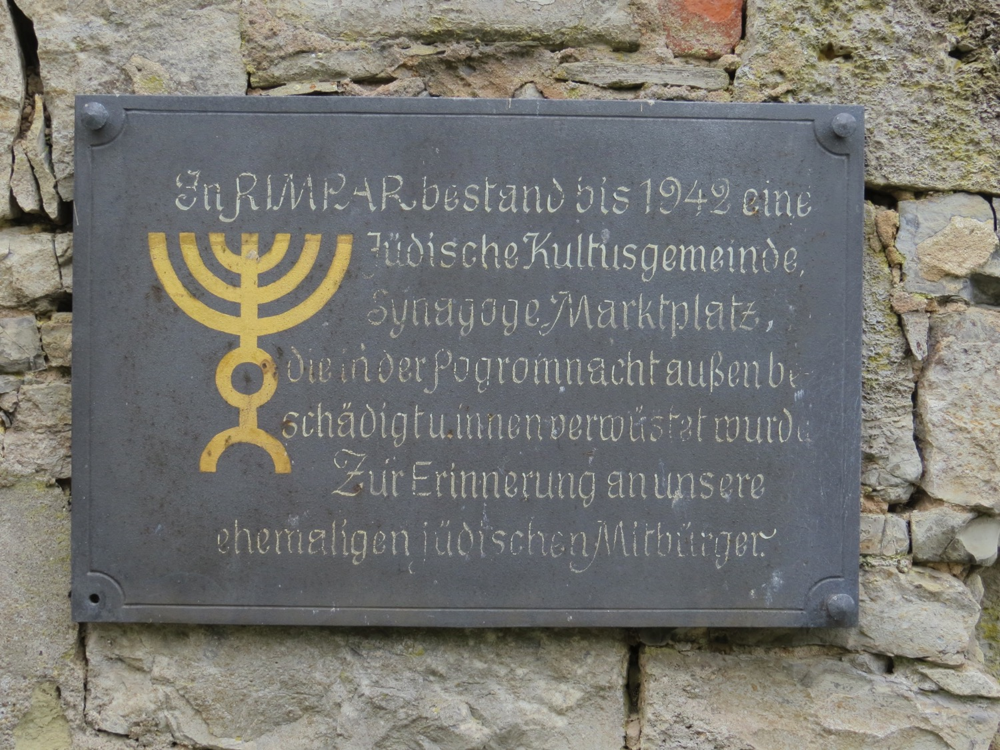 In RIMPAR bestand bis 1942 eine
Jüdische Kultusgemeinde,
Synagoge Marktplatz,
die in der Pogromnacht außen be-
schädigt u. innen verwüstet wurde
Zur Erinnerung an unsere
ehemaligen jüdischen Mitbürger.